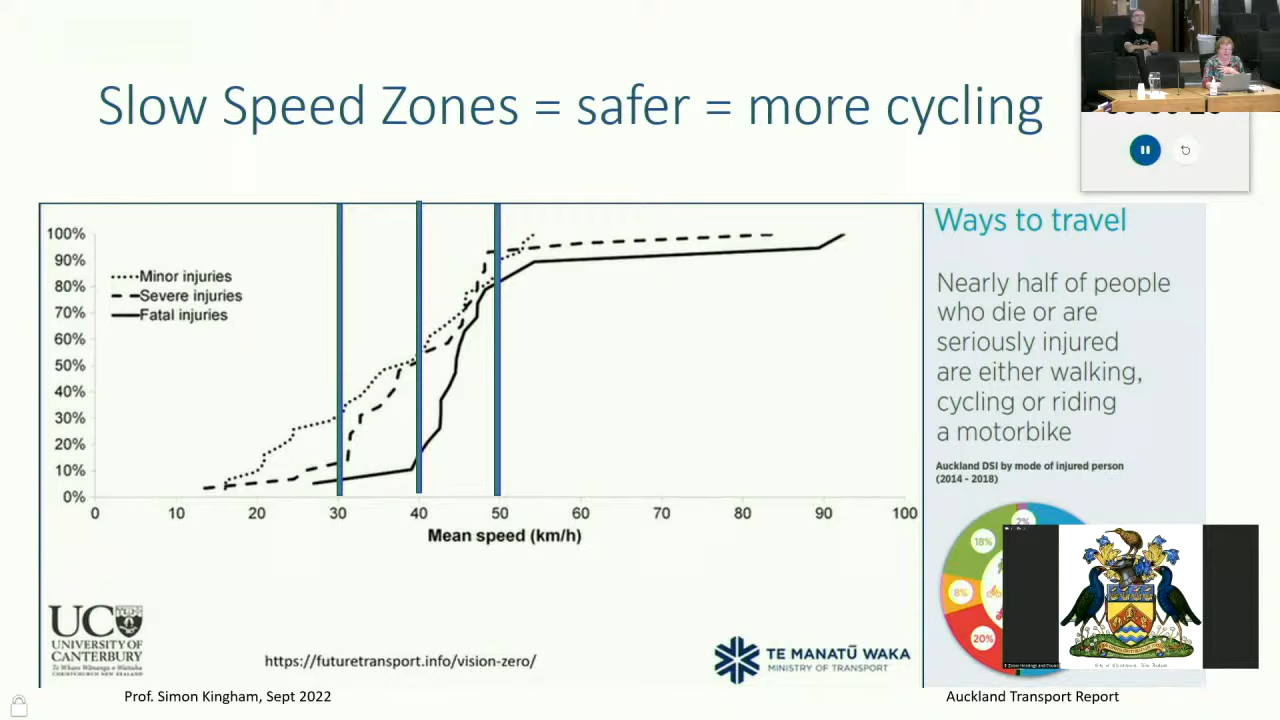 Slow Speed Zones = safer = more cycling
100%
90%
80%
70%
60%
50%
40%
30%
20%
10%
0%
Minor injuries
Severe injuries
Fatal injuries
0 10 20 30 40 50 60 70 80 90 100
Mean speed (km/h)
Ways to travel
Nearly half of people
who die or are
seriously injured
are either walking,
cycling or riding
a motorbike
Auckland DSI by mode of injured person
(2014 - 2018)
2%
18%
8%
20%
UC
UNIVERSITY OF
CANTERBURY
Te Whare Wānanga o Waitaha
CHRISTCHURCH NEW ZEALAND
https://futuretransport.info/vision-zero/
TE MANATŪ WAKA
MINISTRY OF TRANSPORT
Prof. Simon Kingham, Sept 2022
Auckland Transport Report